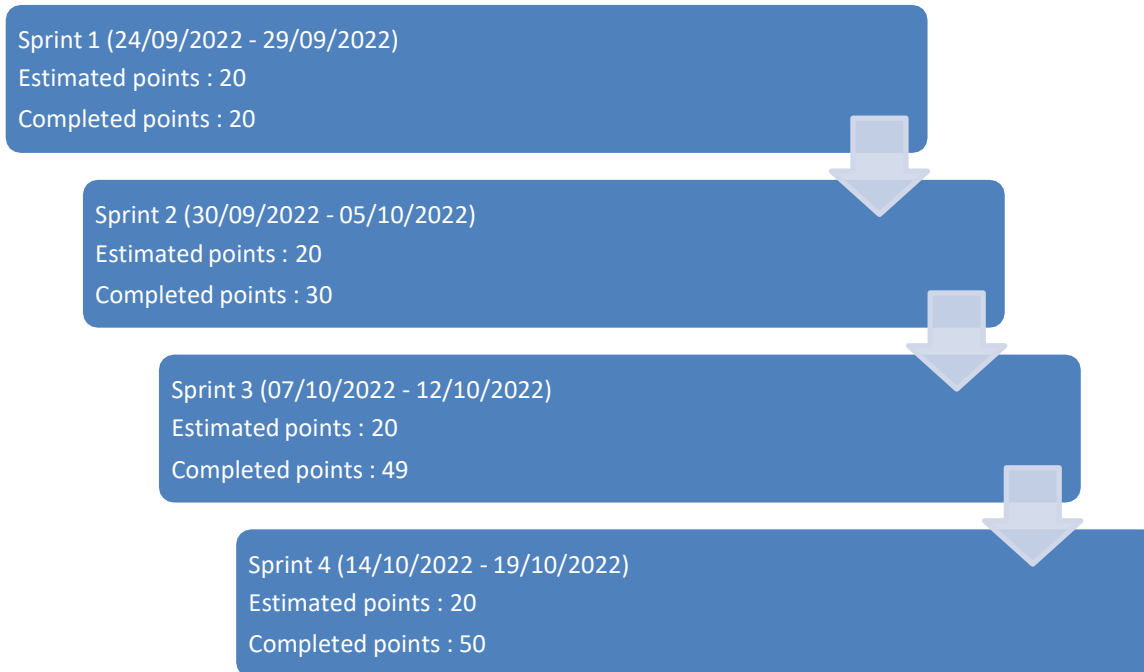 Sprint 1 (24/09/2022 - 29/09/2022)
Estimated points : 20
Completed points : 20
Sprint 2 (30/09/2022 - 05/10/2022)
Estimated points : 20
Completed points : 30
Sprint 3 (07/10/2022 - 12/10/2022)
Estimated points : 20
Completed points : 49
Sprint 4 (14/10/2022 - 19/10/2022)
Estimated points : 20
Completed points : 50